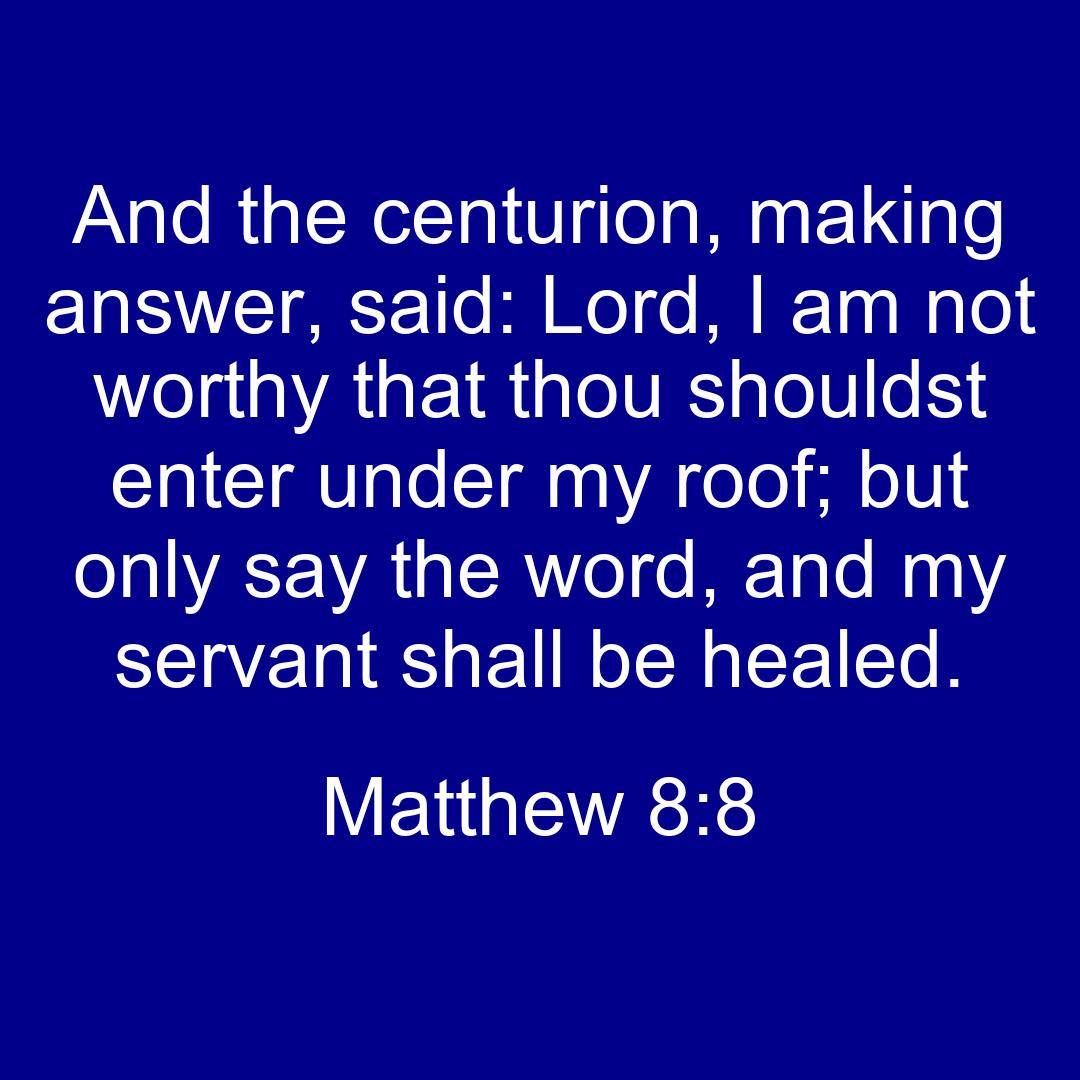 And the centurion, making
answer, said: Lord, I am not
worthy that thou shouldst
enter under my roof; but
only say the word, and my
servant shall be healed.
Matthew 8:8